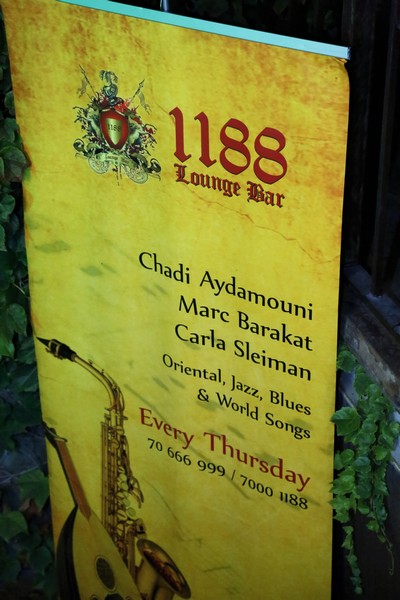 1188
1188
Lounge Bar
Chadi Aydamouni
Marc Barakat
Carla Sleiman
Oriental, Jazz, Blues
& World Songs
Every Thursday
70 666 999 / 7000 1188